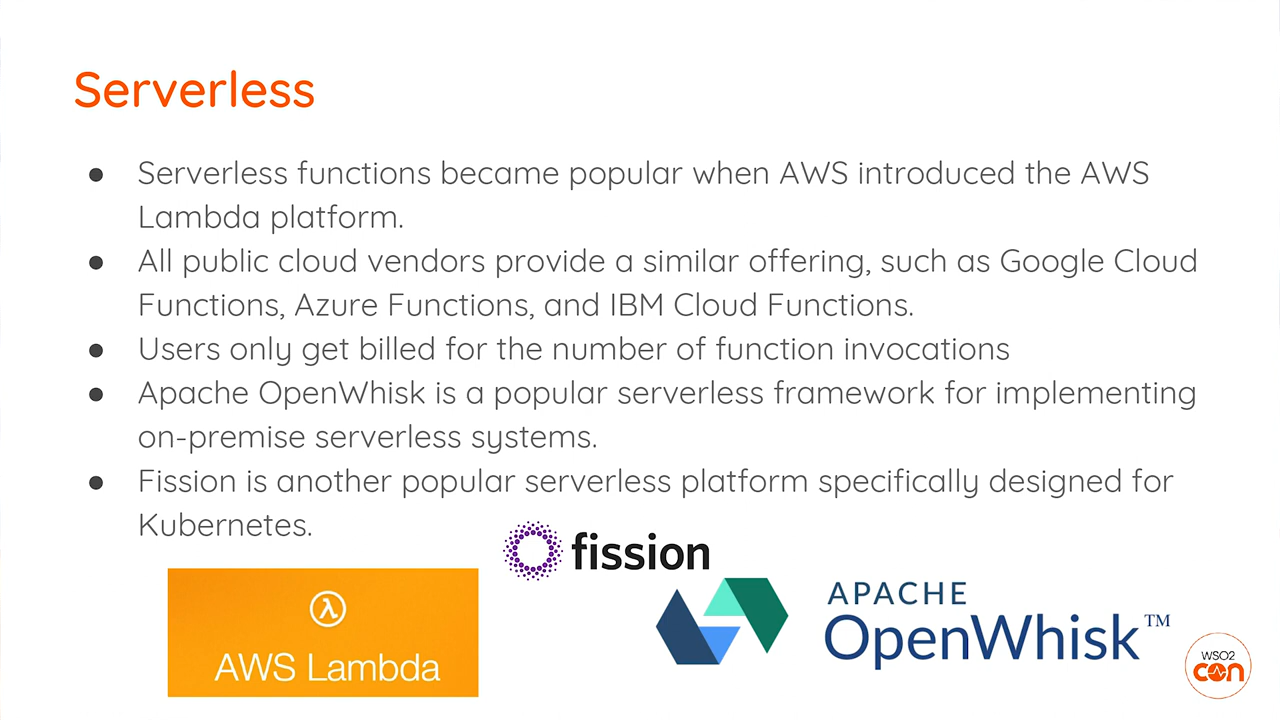 Serverless
● Serverless functions became popular when AWS introduced the AWS
Lambda platform.
● All public cloud vendors provide a similar offering, such as Google Cloud
Functions, Azure Functions, and IBM Cloud Functions.
● Users only get billed for the number of function invocations
● Apache OpenWhisk is a popular serverless framework for implementing
on-premise serverless systems.
● Fission is another popular serverless platform specifically designed for
Kubernetes.
fission
λ
AWS Lambda
APACHE
OpenWhisk™
WSO2
CON